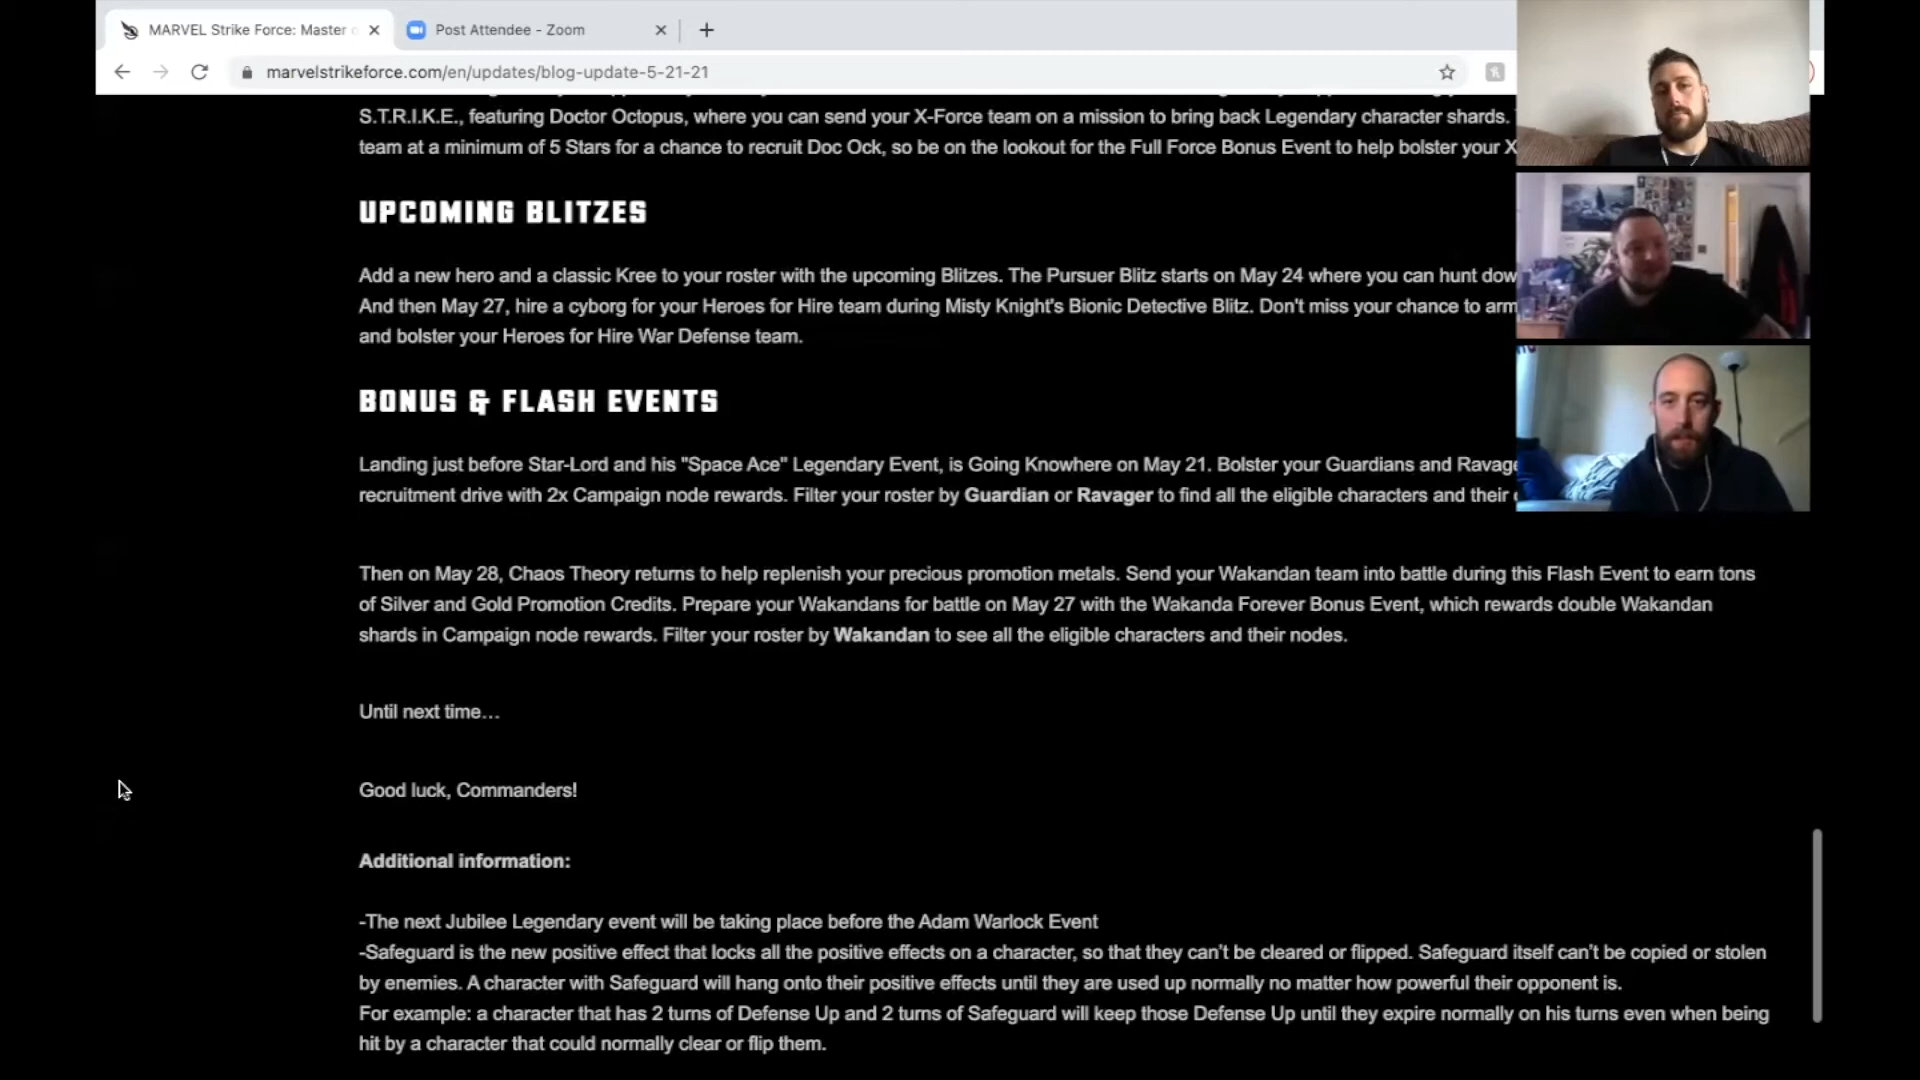 MARVEL Strike Force: Master o
Post Attendee - Zoom
marvelstrikeforce.com/en/updates/blog-update-5-21-21
S.T.R.I.K.E., featuring Doctor Octopus, where you can send your X-Force team on a mission to bring back Legendary character shards.
team at a minimum of 5 Stars for a chance to recruit Doc Ock, so be on the lookout for the Full Force Bonus Event to help bolster your X
UPCOMING BLITZES
Add a new hero and a classic Kree to your roster with the upcoming Blitzes. The Pursuer Blitz starts on May 24 where you can hunt dow
And then May 27, hire a cyborg for your Heroes for Hire team during Misty Knight's Bionic Detective Blitz. Don't miss your chance to arm
and bolster your Heroes for Hire War Defense team.
BONUS & FLASH EVENTS
Landing just before Star-Lord and his "Space Ace" Legendary Event, is Going Knowhere on May 21. Bolster your Guardians and Ravage
recruitment drive with 2x Campaign node rewards. Filter your roster by Guardian or Ravager to find all the eligible characters and their
Then on May 28, Chaos Theory returns to help replenish your precious promotion metals. Send your Wakandan team into battle during this Flash Event to earn tons
of Silver and Gold Promotion Credits. Prepare your Wakandans for battle on May 27 with the Wakanda Forever Bonus Event, which rewards double Wakandan
shards in Campaign node rewards. Filter your roster by Wakandan to see all the eligible characters and their nodes.
Until next time…
Good luck, Commanders!
Additional information:
-The next Jubilee Legendary event will be taking place before the Adam Warlock Event
-Safeguard is the new positive effect that locks all the positive effects on a character, so that they can't be cleared or flipped. Safeguard itself can't be copied or stolen
by enemies. A character with Safeguard will hang onto their positive effects until they are used up normally no matter how powerful their opponent is.
For example: a character that has 2 turns of Defense Up and 2 turns of Safeguard will keep those Defense Up until they expire normally on his turns even when being
hit by a character that could normally clear or flip them.